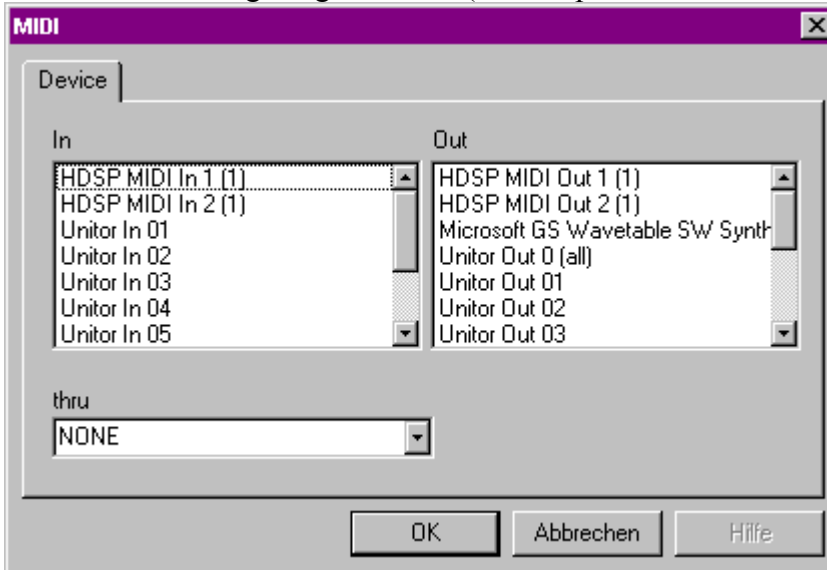 MIDI
Device
In
HDSP MIDI In 1 (1)
HDSP MIDI In 2 (1)
Unitor In 01
Unitor In 02
Unitor In 03
Unitor In 04
Unitor In 05
Out
HDSP MIDI Out 1 (1)
HDSP MIDI Out 2 (1)
Microsoft GS Wavetable SW Synth
Unitor Out 0 (all)
Unitor Out 01
Unitor Out 02
Unitor Out 03
thru
NONE
OK
Abbrechen
Hilfe